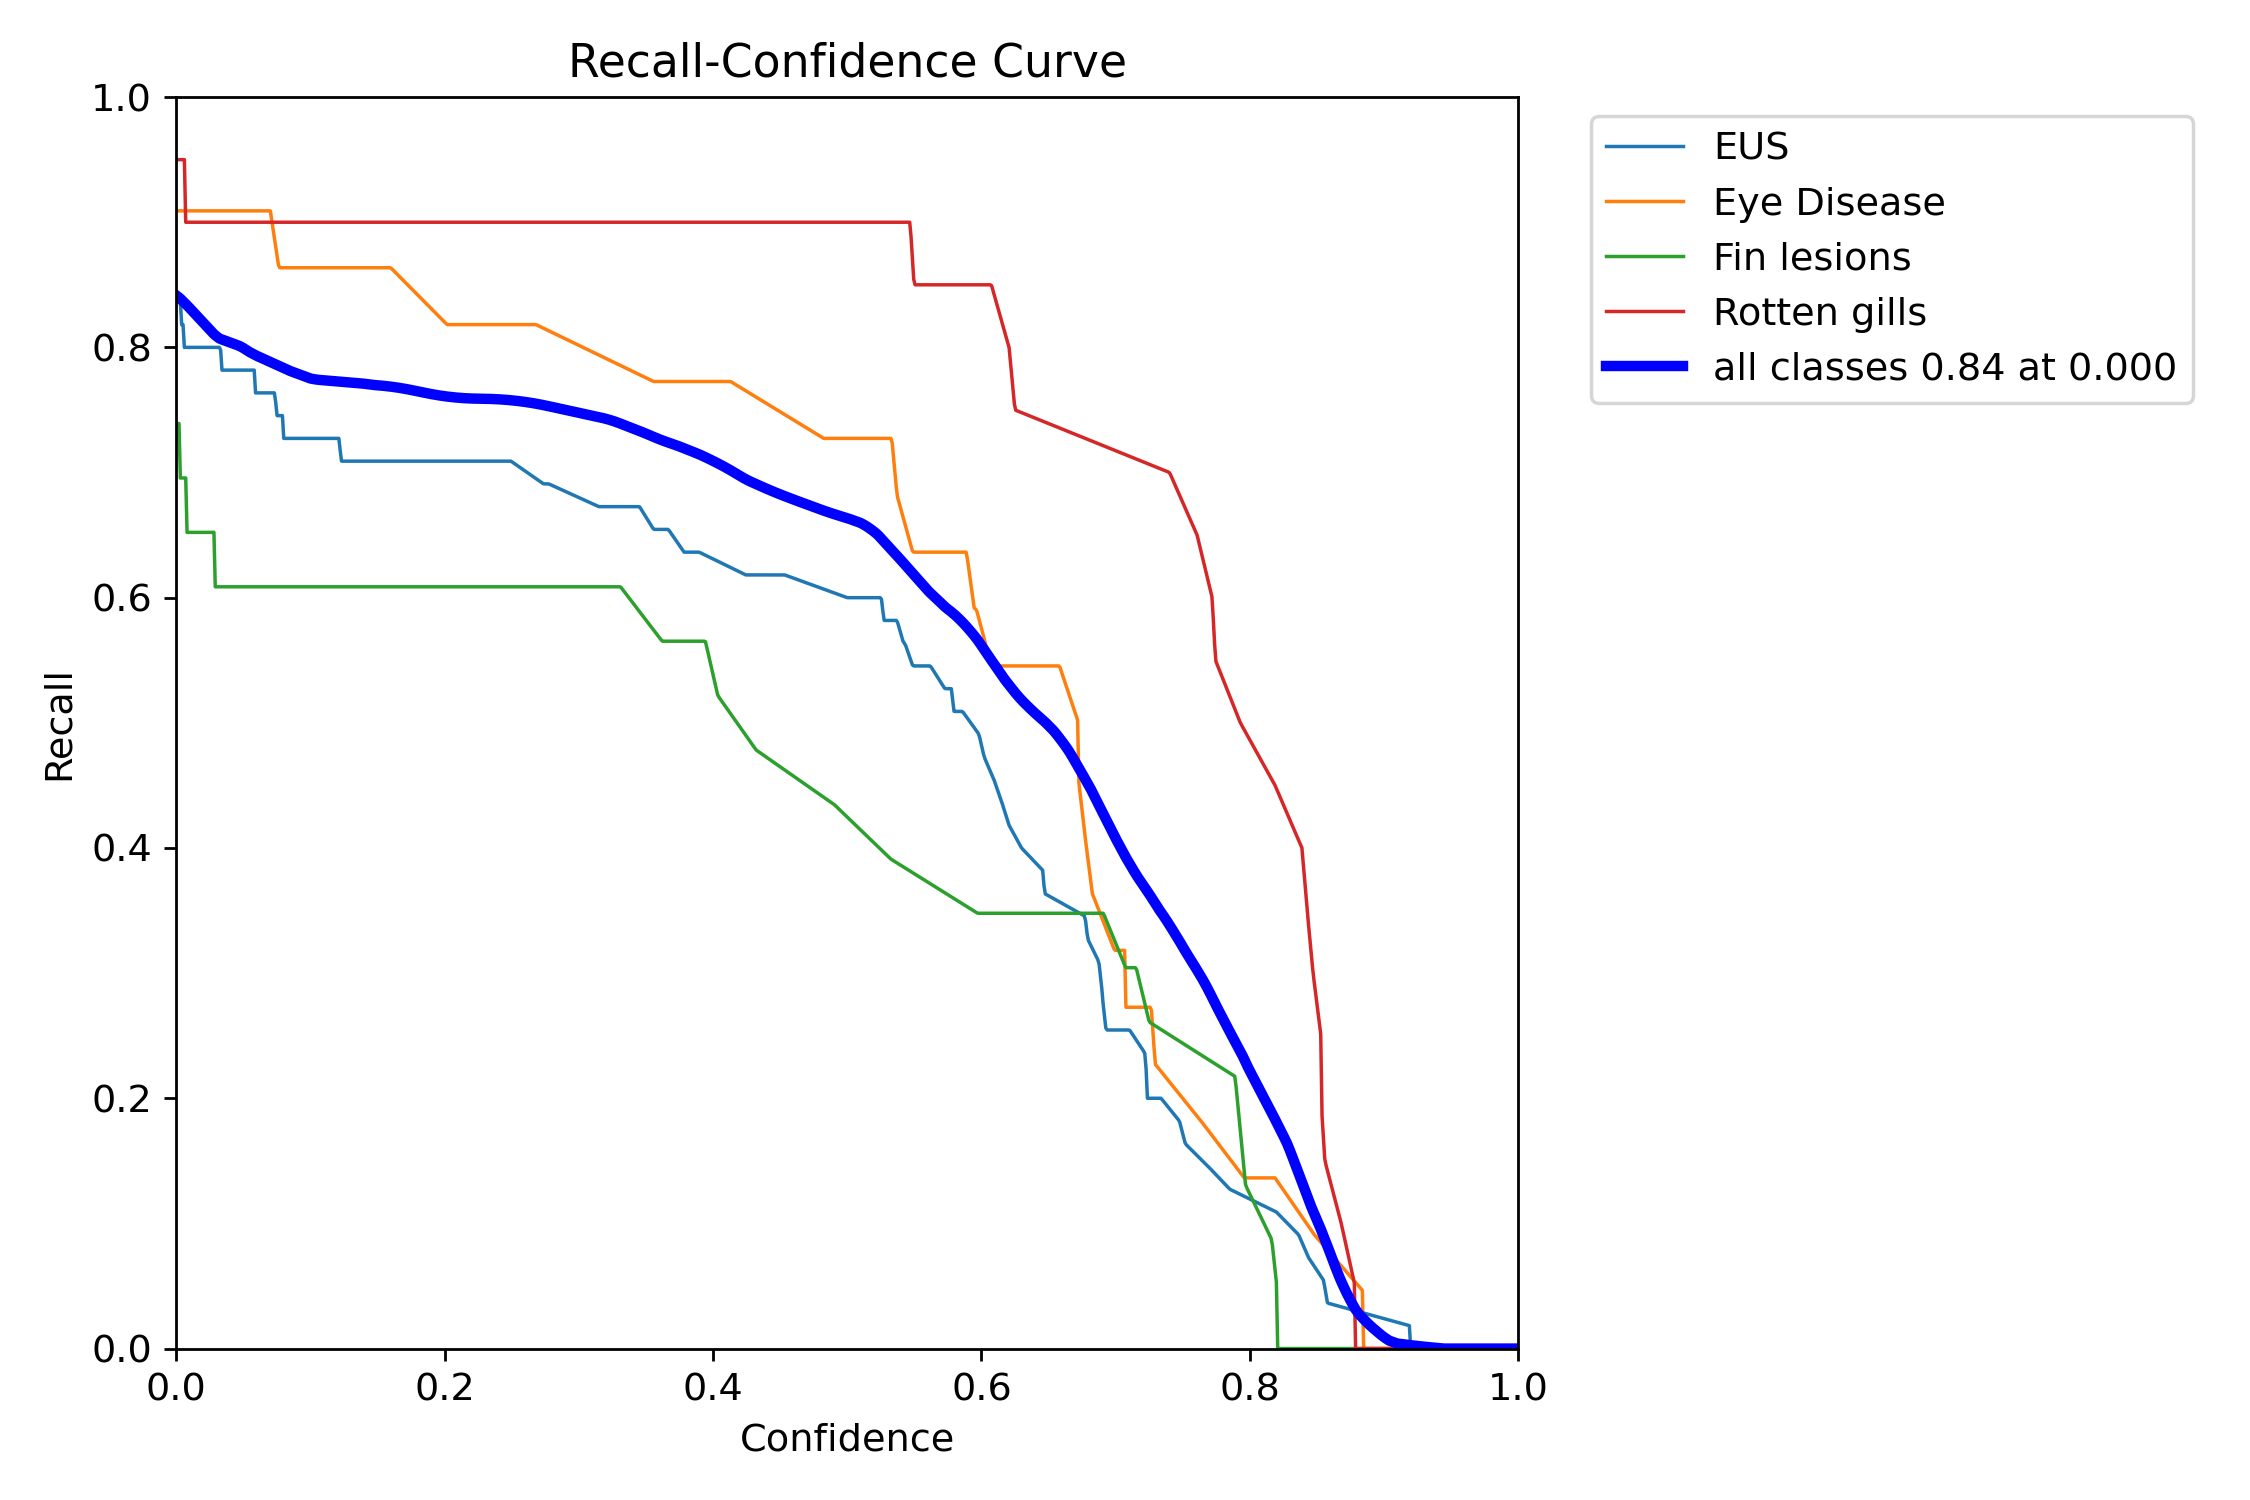 Recall-Confidence Curve
1.0
0.8
0.6
0.4
0.2
0.0
Recall
0.0 0.2 0.4 0.6 0.8 1.0
Confidence
EUS
Eye Disease
Fin lesions
Rotten gills
all classes 0.84 at 0.000